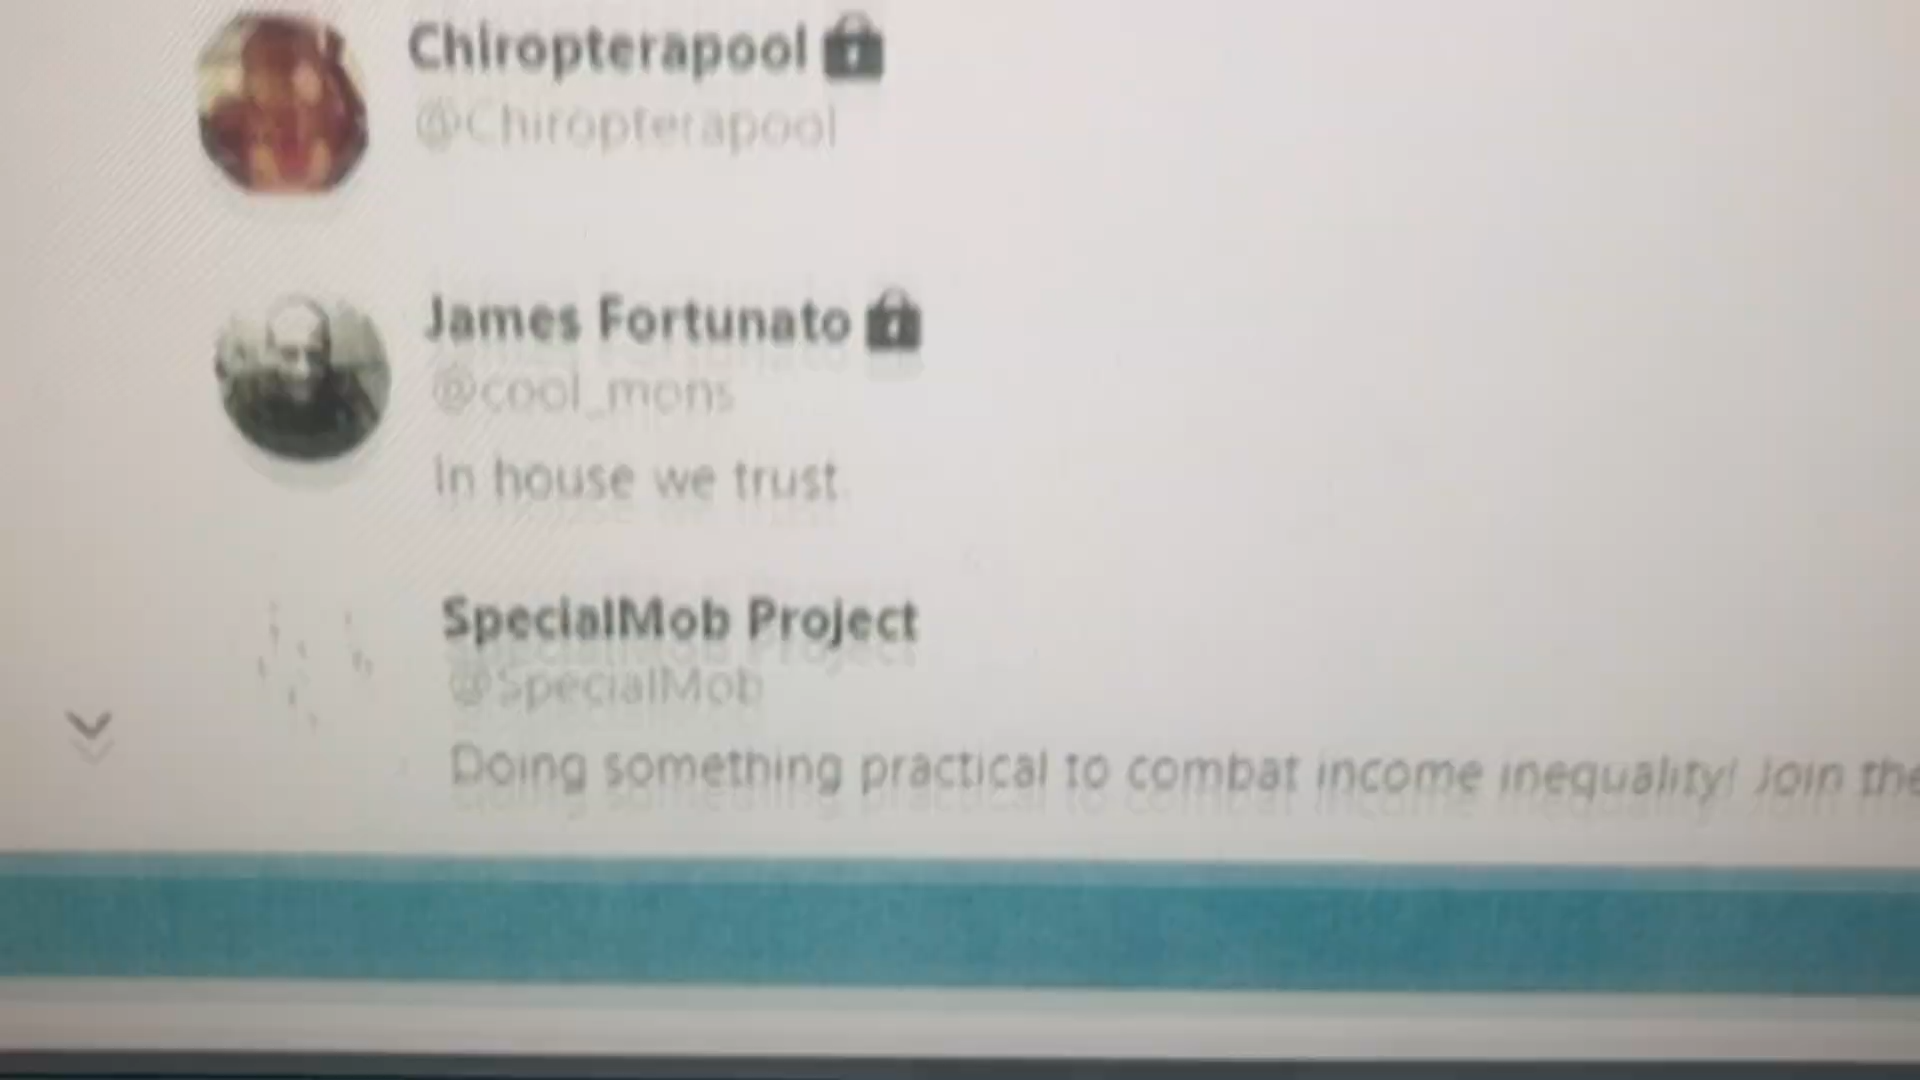 Chiropterapool
@Chiropterapool
James Fortunato
@cool_mons
In house we trust
SpecialMob Project
@SpecialMob
Doing something practical to combat income inequality! Join the